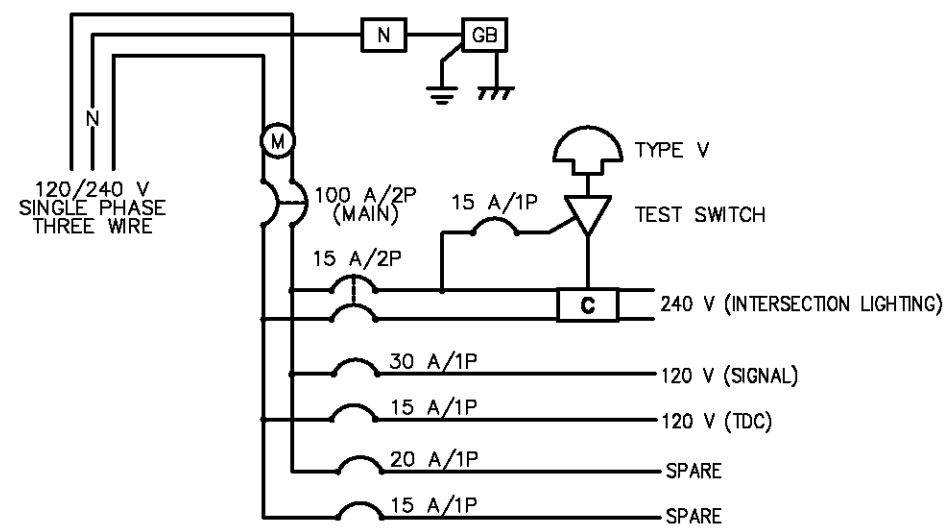 N
GB
N
M
TYPE V
120/240 V
SINGLE PHASE
THREE WIRE
100 A/2P
(MAIN)
15 A/1P
TEST SWITCH
15 A/2P
C
240 V (INTERSECTION LIGHTING)
30 A/1P
120 V (SIGNAL)
15 A/1P
120 V (TDC)
20 A/1P
SPARE
15 A/1P
SPARE